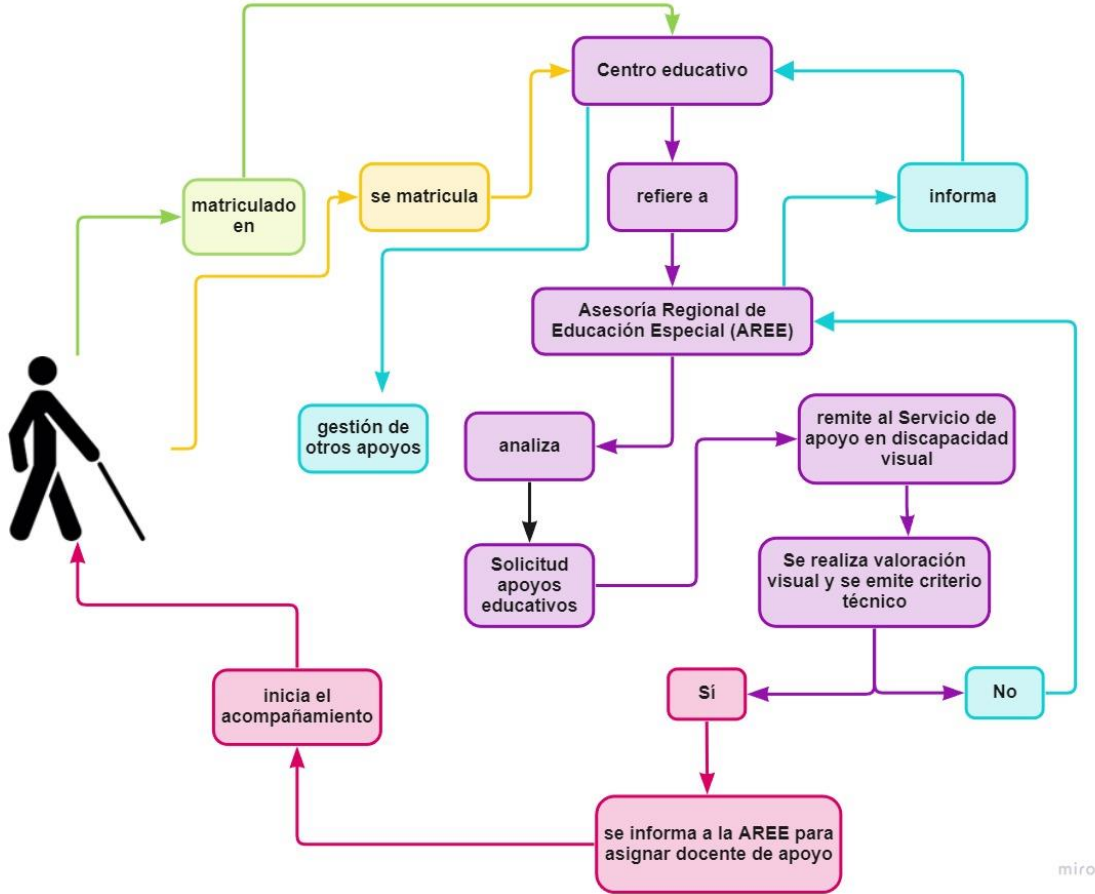 Centro educativo
se matricula
matriculado
en
refiere a
informa
Asesoría Regional de
Educación Especial (AREE)
gestión de
otros apoyos
analiza
remite al Servicio de
apoyo en discapacidad
visual
Solicitud
apoyos
educativos
Se realiza valoración
visual y se emite criterio
técnico
inicia el
acompañamiento
Sí
No
se informa a la AREE para
asignar docente de apoyo
miro